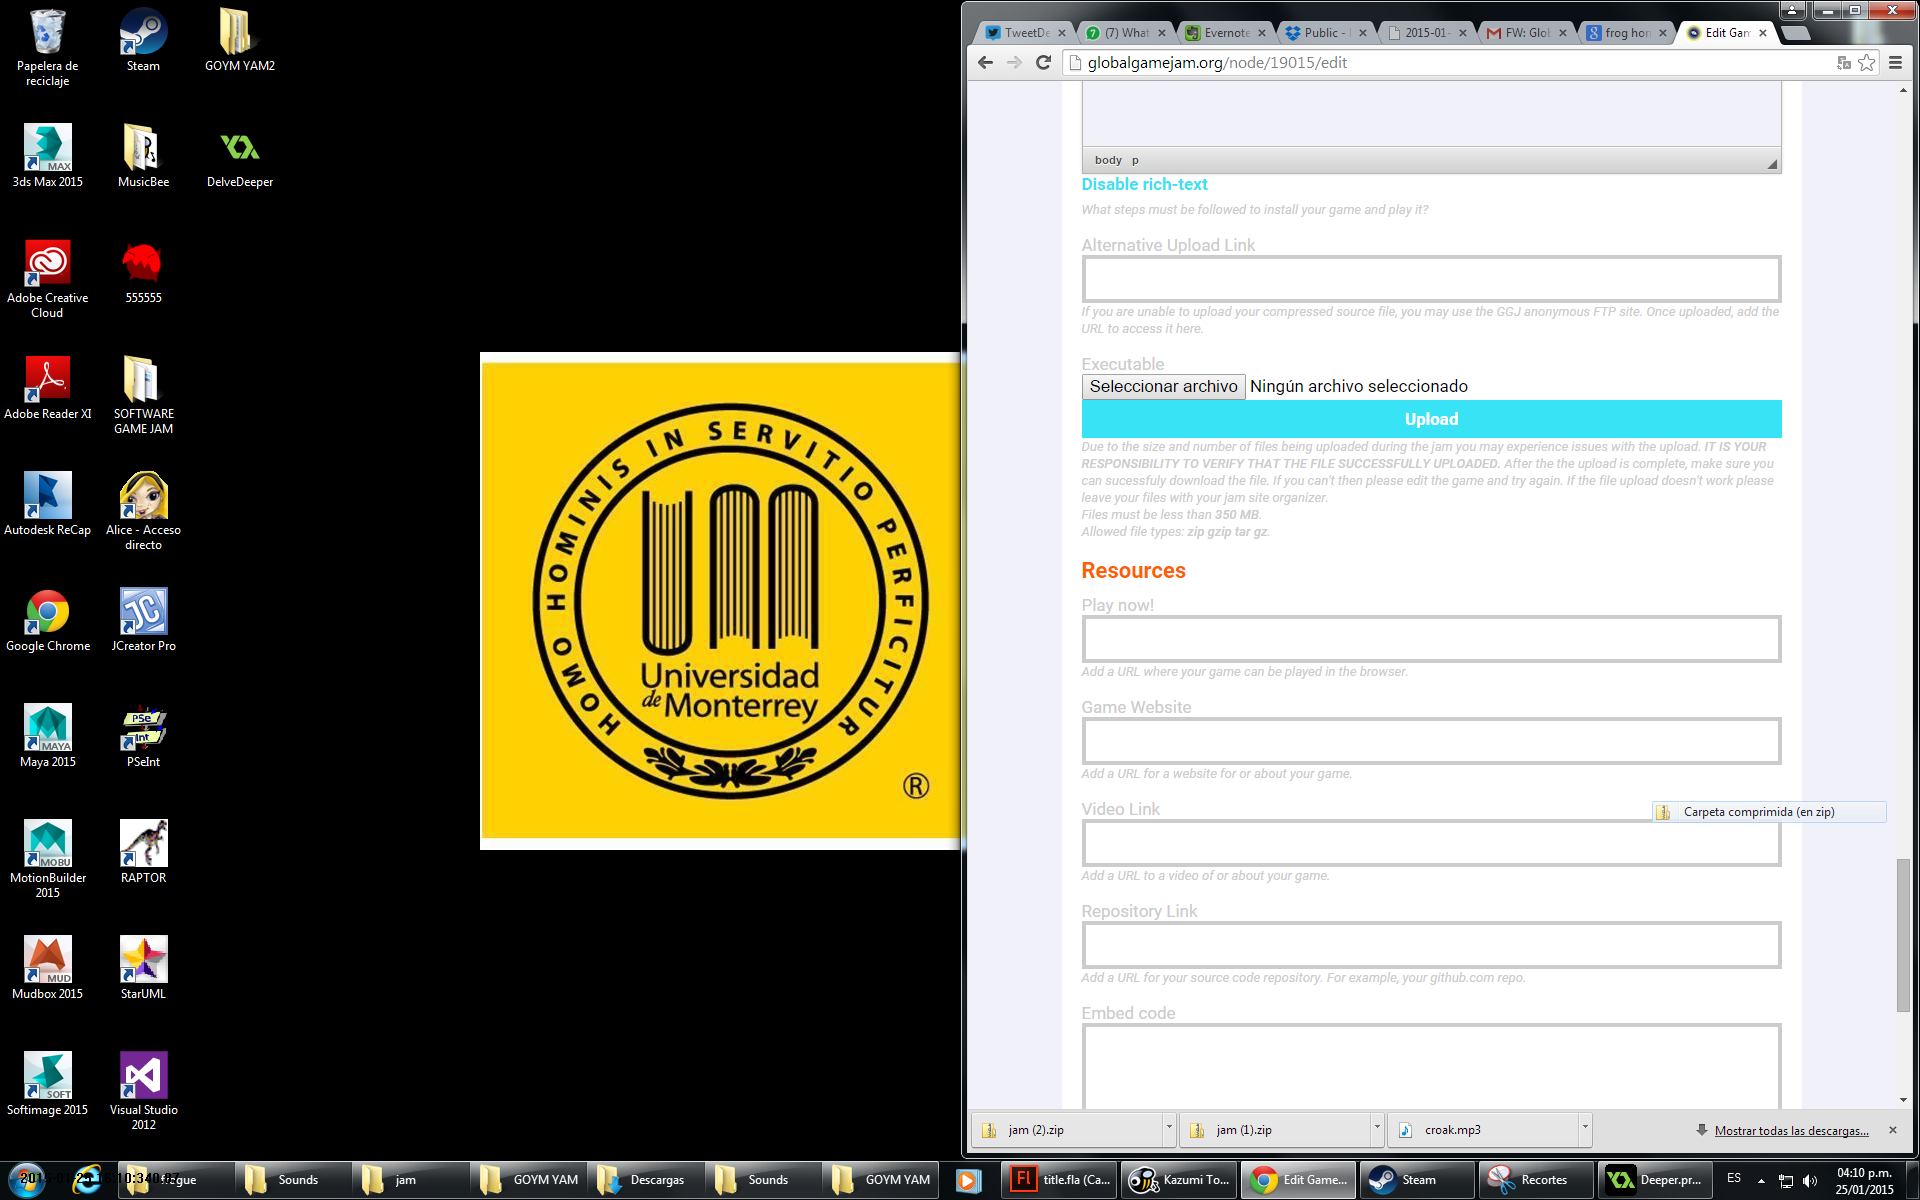 Papelera de
reciclaje
Steam
GOYM YAM2
3ds Max 2015
MAX
MusicBee
DelveDeeper
Adobe Creative
Cloud
555555
Adobe Reader XI
SOFTWARE
GAME JAM
Autodesk ReCap
Alice - Acceso
directo
Google Chrome
JC
JCreator Pro
MAYA
Maya 2015
PSe
Int
PSeInt
MOBU
MotionBuilder
2015
RAPTOR
MUD
Mudbox 2015
StarUML
SOFT
Softimage 2015
Visual Studio
2012
HOMO HOMINIS IN SERVITIO PERFICITUR
Universidad
de Monterrey
®
TweetDe
(7) What
Evernote
Public -
2015-01-
FW: Glob
frog hor
Edit Gam
globalgamejam.org/node/19015/edit
body p
Disable rich-text
What steps must be followed to install your game and play it?
Alternative Upload Link
If you are unable to upload your compressed source file, you may use the GGJ anonymous FTP site. Once uploaded, add the
URL to access it here.
Executable
Seleccionar archivo Ningún archivo seleccionado
Upload
Due to the size and number of files being uploaded during the jam you may experience issues with the upload. IT IS YOUR
RESPONSIBILITY TO VERIFY THAT THE FILE SUCCESSFULLY UPLOADED. After the the upload is complete, make sure you
can sucessfuly download the file. If you can't then please edit the game and try again. If the file upload doesn't work please
leave your files with your jam site organizer.
Files must be less than 350 MB.
Allowed file types: zip gzip tar gz.
Resources
Play now!
Add a URL where your game can be played in the browser.
Game Website
Add a URL for a website for or about your game.
Video Link
Carpeta comprimida (en zip)
Add a URL to a video of or about your game.
Repository Link
Add a URL for your source code repository. For example, your github.com repo.
Embed code
jam (2).zip
jam (1).zip
croak.mp3
Mostrar todas las descargas...
Sounds
jam
GOYM YAM
Descargas
Sounds
GOYM YAM
Fl
title.fla (Ca...
Kazumi To...
Edit Game...
Steam
Recortes
Deeper.pr...
ES
04:10 p.m.
25/01/2015